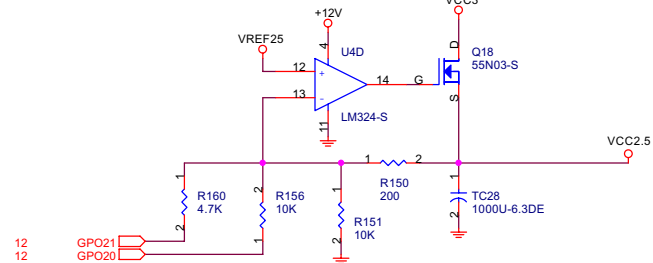 VCC3
+12V
VREF25
4
U4D
D
Q18
55N03-S
12
+
14
G
13
-
S
LM324-S
11
VCC2.5
1
2
R150
200
1
R160
4.7K
2
2
R156
10K
1
1
R151
10K
2
1
TC28
1000U-6.3DE
2
12
GPO21
12
GPO20